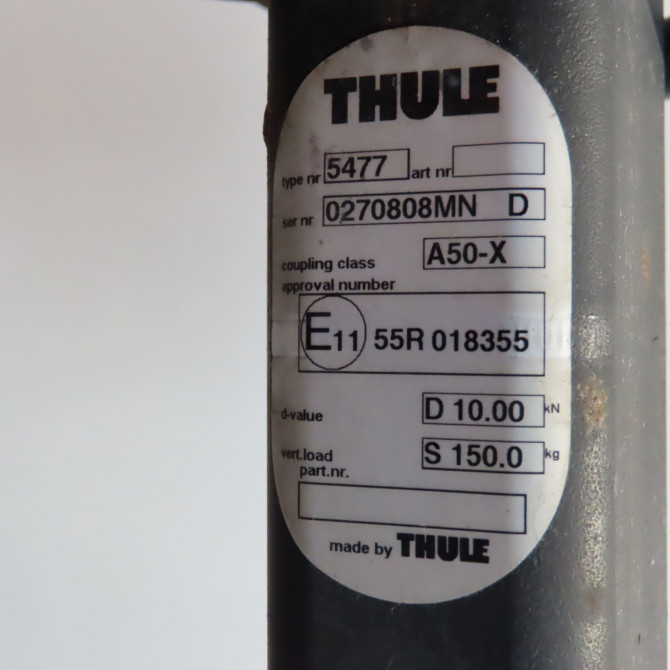 THULE
type nr 5477 art nr
ser nr 0270808MN D
coupling class A50-X
approval number
E11 55R 018355
d-value D 10.00 kN
vert.load S 150.0 kg
part.nr.
made by THULE